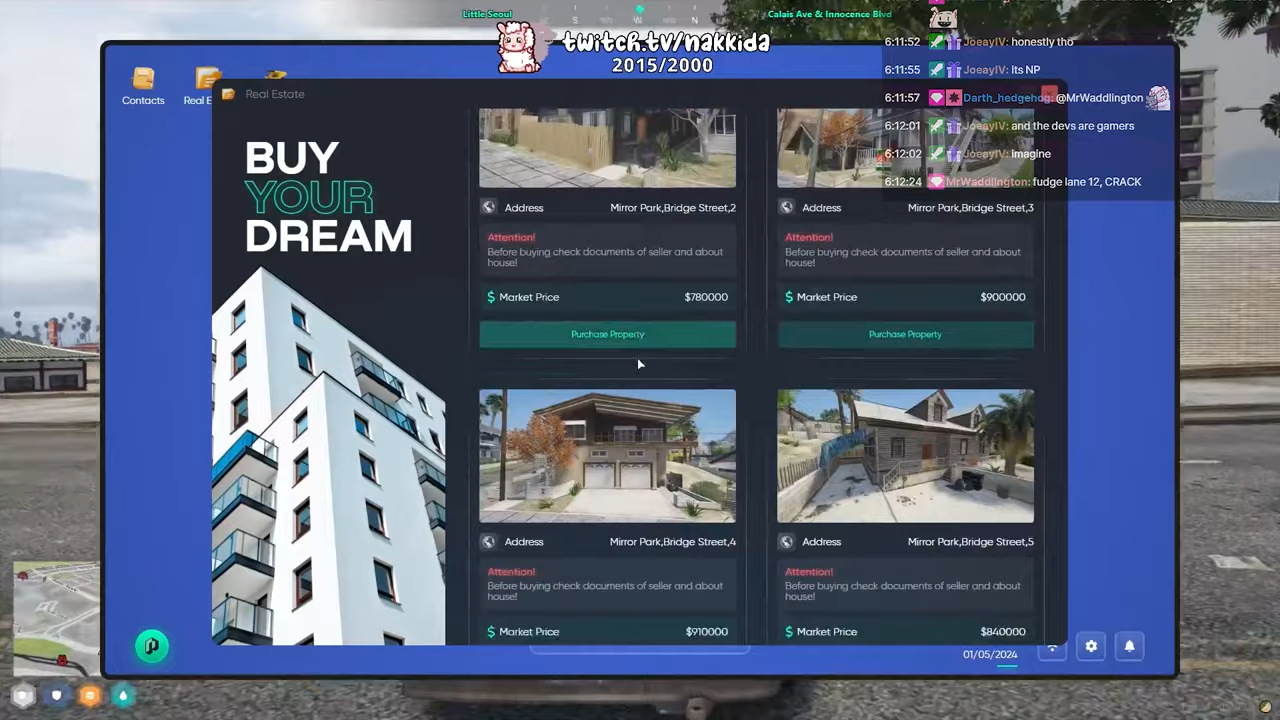 Little Seoul
S
N
Calais Ave & Innocence Blvd
twitch.tv/nakkida
2015/2000
6:11:52 JoeayIV: honestly tho
6:11:55 JoeayIV: its NP
6:11:57 Darth_hedgehog: @MrWaddlington
6:12:01 JoeayIV: and the devs are gamers
6:12:02 JoeayIV: imagine
6:12:24 MrWaddlington: fudge lane 12, CRACK
Contacts
Real E
Real Estate
BUY
YOUR
DREAM
Address Mirror Park,Bridge Street,2
Attention!
Before buying check documents of seller and about
house!
$ Market Price $780000
Purchase Property
Address Mirror Park,Bridge Street,3
Attention!
Before buying check documents of seller and about
house!
$ Market Price $900000
Purchase Property
Address Mirror Park,Bridge Street,4
Attention!
Before buying check documents of seller and about
house!
$ Market Price $910000
Address Mirror Park,Bridge Street,5
Attention!
Before buying check documents of seller and about
house!
$ Market Price $840000
01/05/2024